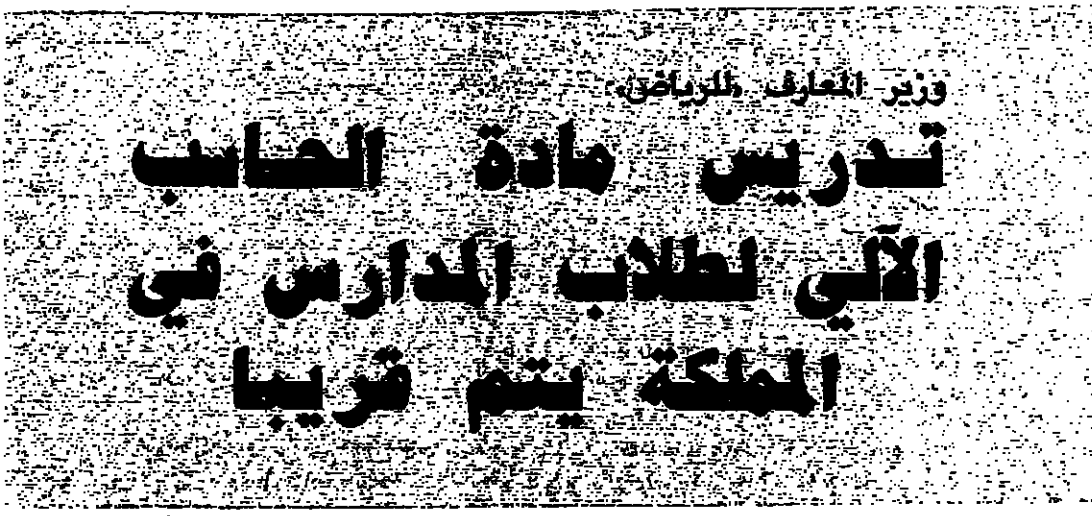 وزير المعارف «للرياض»:
تدريس مادة الحاسب
الآلي لطلاب المدارس في
المملكة يتم قريبا